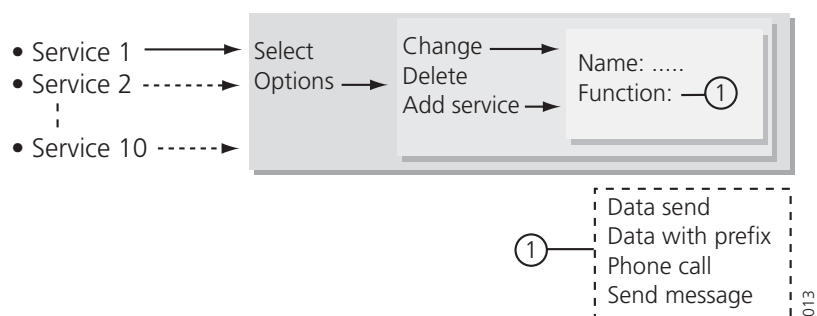 • Service 1
• Service 2
• Service 10
Select
Options
Change
Delete
Add service
Name: .....
Function: 1
1
Data send
Data with prefix
Phone call
Send message
013